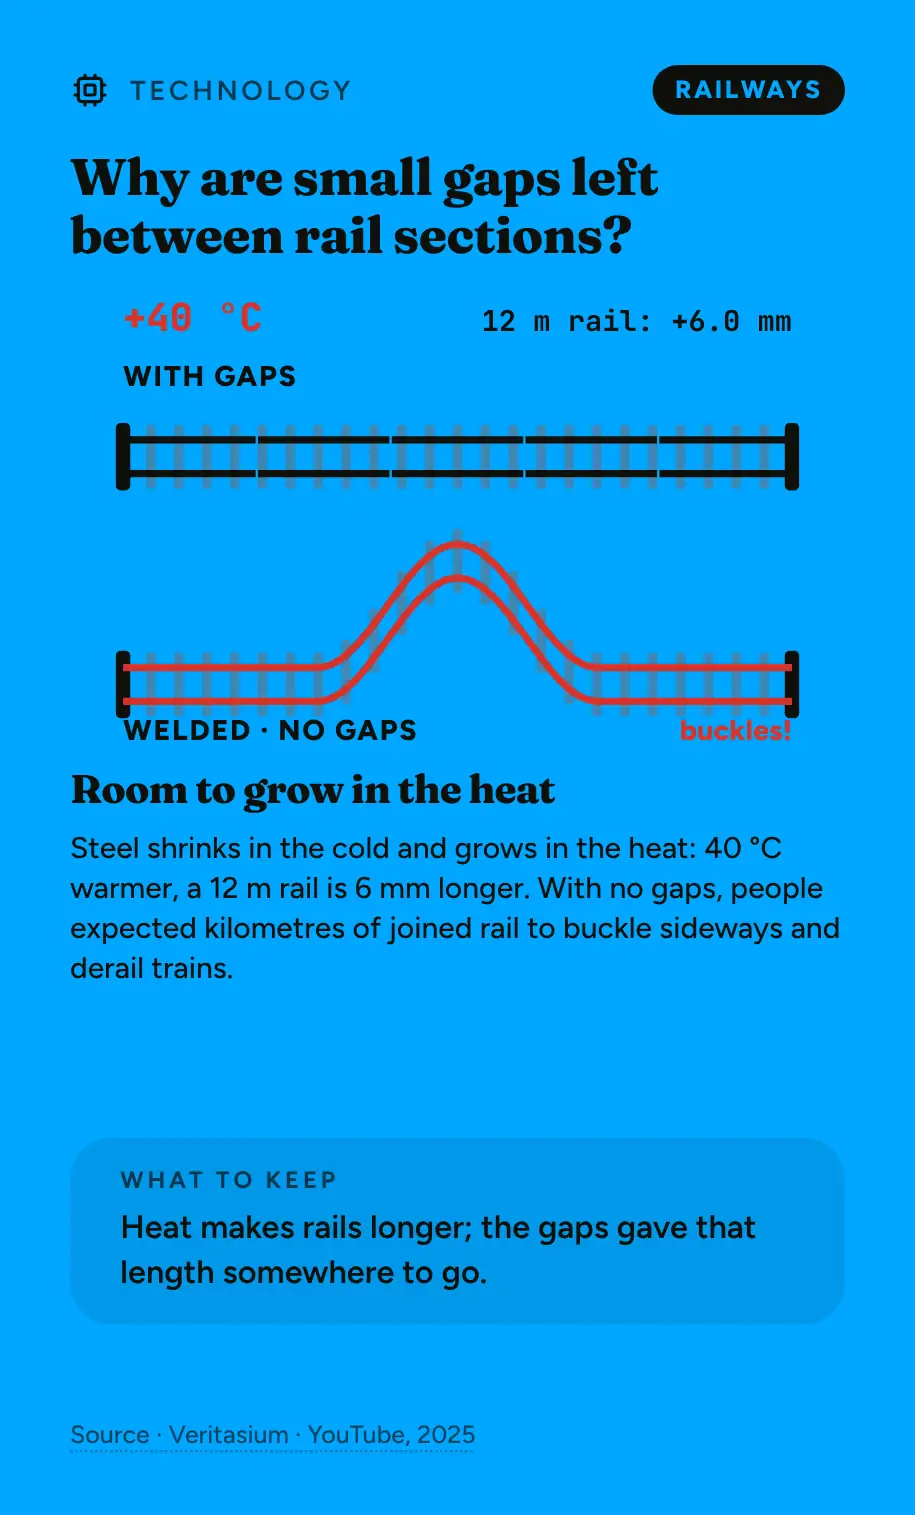 TECHNOLOGY
RAILWAYS
Why are small gaps left
between rail sections?
+40 °C
12 m rail: +6.0 mm
WITH GAPS
WELDED · NO GAPS
buckles!
Room to grow in the heat
Steel shrinks in the cold and grows in the heat: 40 °C
warmer, a 12 m rail is 6 mm longer. With no gaps, people
expected kilometres of joined rail to buckle sideways and
derail trains.
WHAT TO KEEP
Heat makes rails longer; the gaps gave that
length somewhere to go.
Source · Veritasium · YouTube, 2025